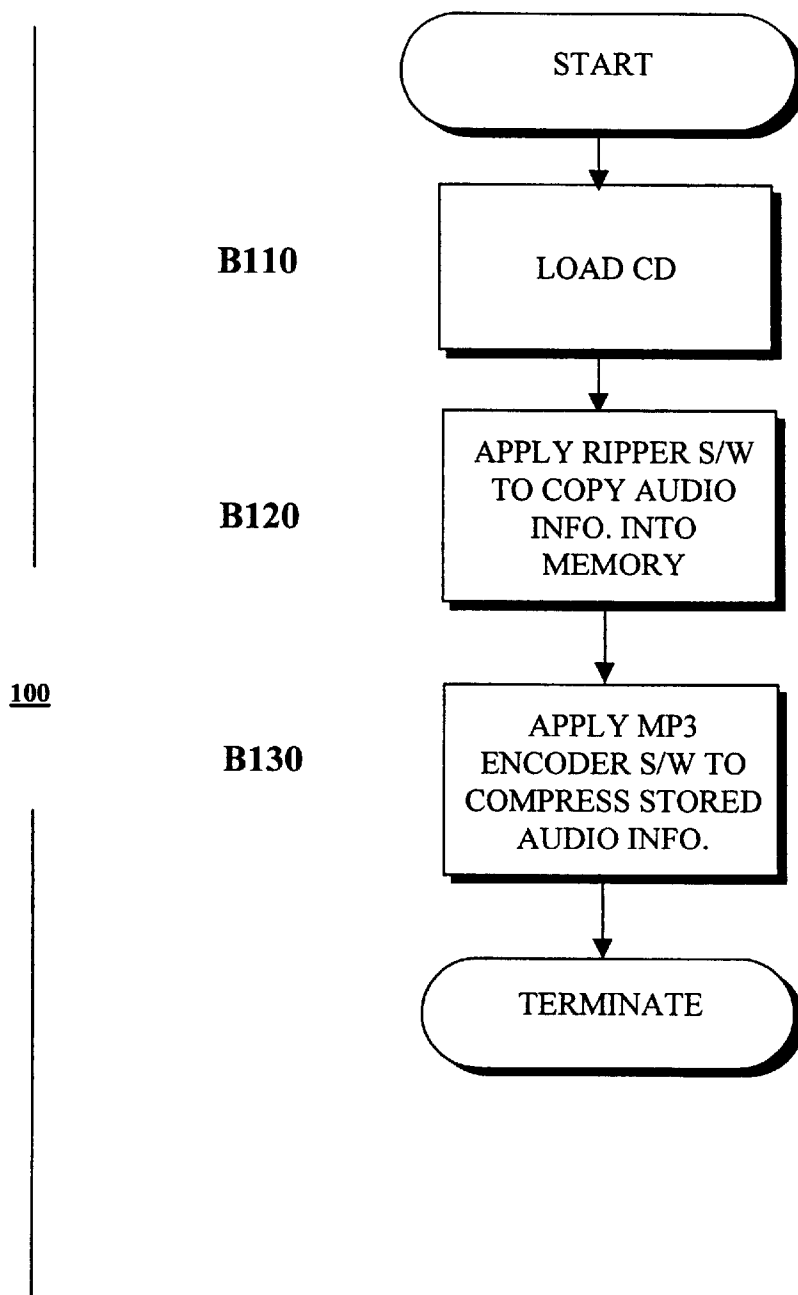 START
B110
LOAD CD
B120
APPLY RIPPER S/W
TO COPY AUDIO
INFO. INTO
MEMORY
100
B130
APPLY MP3
ENCODER S/W TO
COMPRESS STORED
AUDIO INFO.
TERMINATE